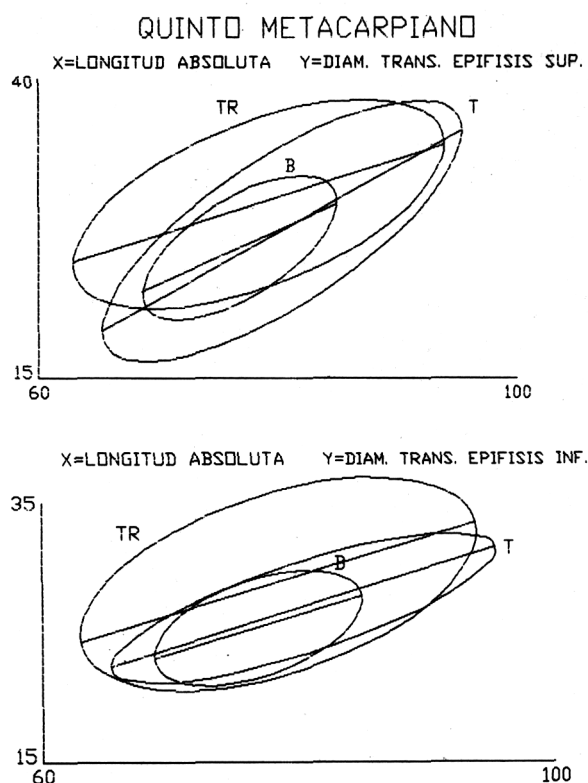 QUINTO METACARPIANO
X=LONGITUD ABSOLUTA Y=DIAM. TRANS. EPIFISIS SUP.
40
TR
T
B
15
60
100
X=LONGITUD ABSOLUTA Y=DIAM. TRANS. EPIFISIS INF.
35
TR
B
T
15
60
100